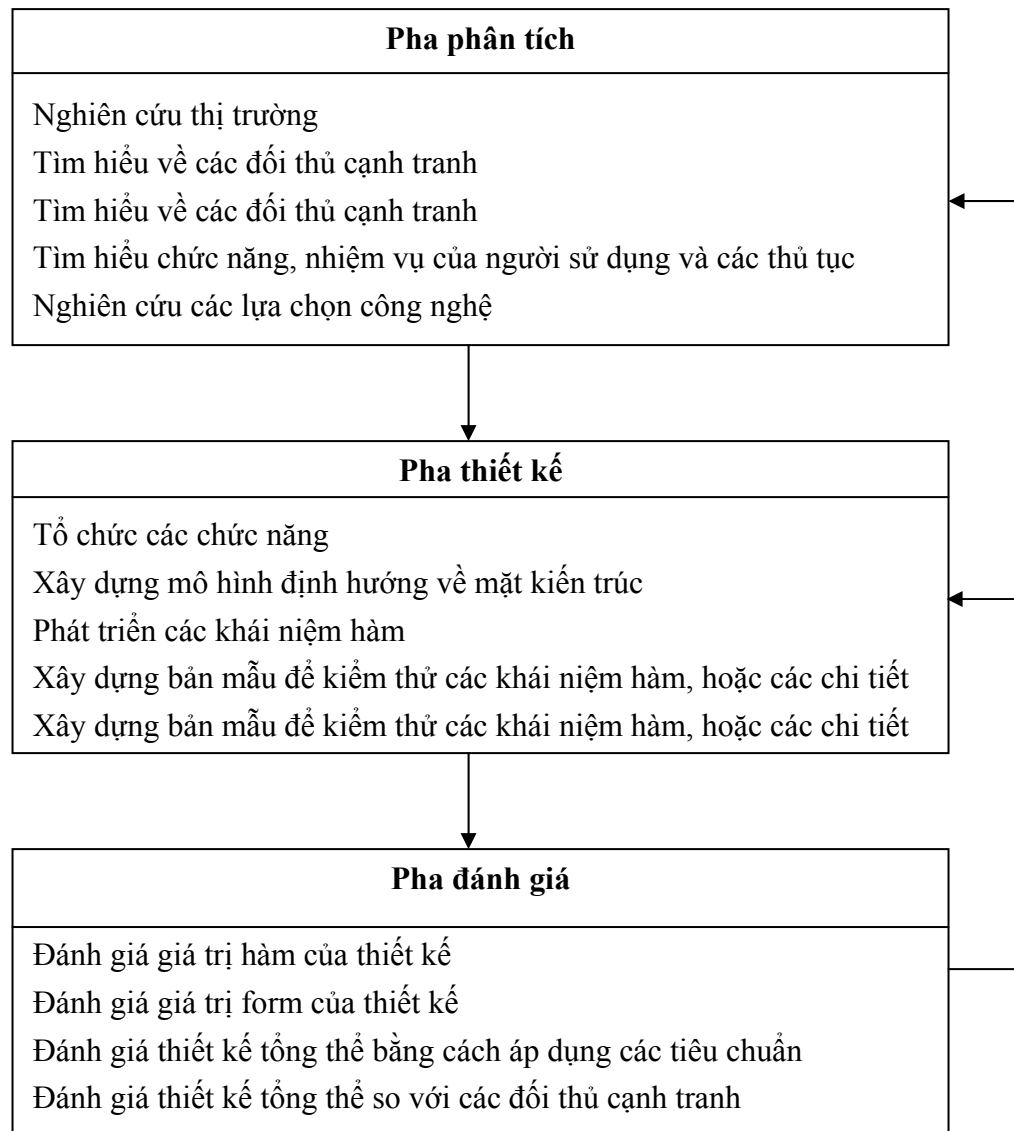 Pha phân tích
Nghiên cứu thị trường
Tìm hiểu về các đối thủ cạnh tranh
Tìm hiểu về các đối thủ cạnh tranh
Tìm hiểu chức năng, nhiệm vụ của người sử dụng và các thủ tục
Nghiên cứu các lựa chọn công nghệ
Pha thiết kế
Tổ chức các chức năng
Xây dựng mô hình định hướng về mặt kiến trúc
Phát triển các khái niệm hàm
Xây dựng bản mẫu để kiểm thử các khái niệm hàm, hoặc các chi tiết
Xây dựng bản mẫu để kiểm thử các khái niệm hàm, hoặc các chi tiết
Pha đánh giá
Đánh giá giá trị hàm của thiết kế
Đánh giá giá trị form của thiết kế
Đánh giá thiết kế tổng thể bằng cách áp dụng các tiêu chuẩn
Đánh giá thiết kế tổng thể so với các đối thủ cạnh tranh